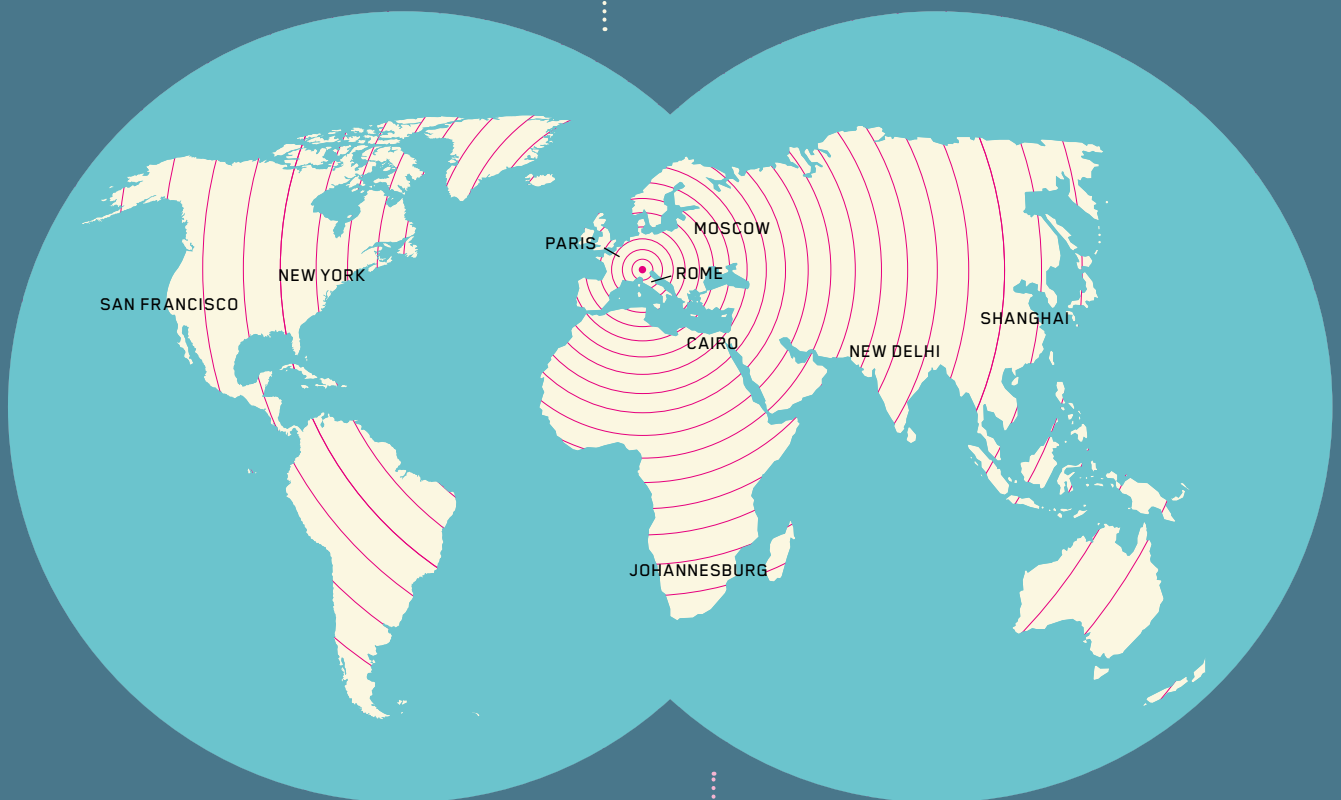 MOSCOW
PARIS
ROME
NEW YORK
SAN FRANCISCO
SHANGHAI
CAIRO
NEW DELHI
JOHANNESBURG